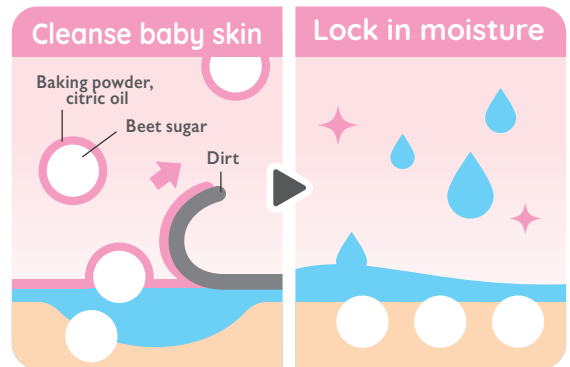 Cleanse baby skin
Baking powder,
citric oil
Beet sugar
Dirt
Lock in moisture